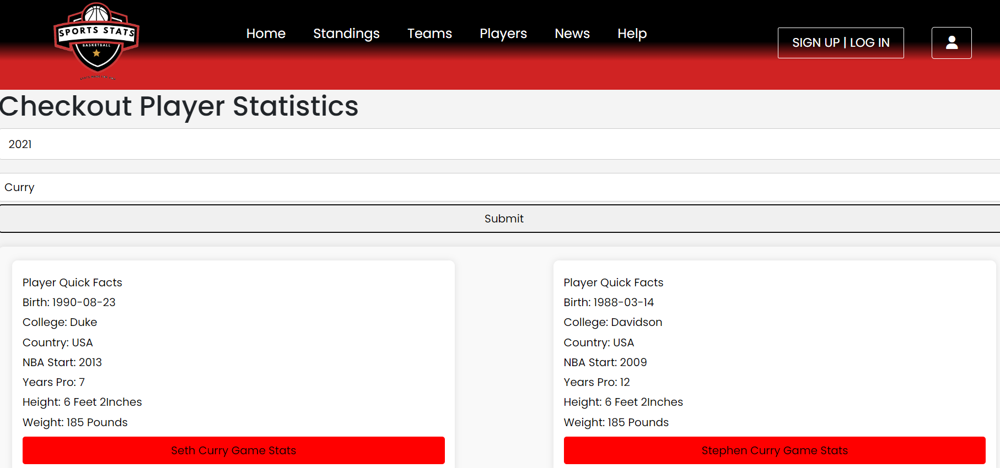 SPORTS STATS
BASKETBALL
Home
Standings
Teams
Players
News
Help
SIGN UP | LOG IN
Checkout Player Statistics
2021
Curry
Submit
Player Quick Facts
Birth: 1990-08-23
College: Duke
Country: USA
NBA Start: 2013
Years Pro: 7
Height: 6 Feet 2Inches
Weight: 185 Pounds
Seth Curry Game Stats
Player Quick Facts
Birth: 1988-03-14
College: Davidson
Country: USA
NBA Start: 2009
Years Pro: 12
Height: 6 Feet 2Inches
Weight: 185 Pounds
Stephen Curry Game Stats